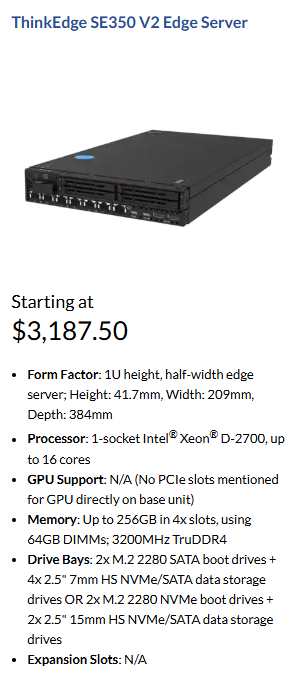 ThinkEdge SE350 V2 Edge Server
Starting at
$3,187.50
• Form Factor: 1U height, half-width edge
server; Height: 41.7mm, Width: 209mm,
Depth: 384mm
• Processor: 1-socket Intel® Xeon® D-2700, up
to 16 cores
• GPU Support: N/A (No PCIe slots mentioned
for GPU directly on base unit)
• Memory: Up to 256GB in 4x slots, using
64GB DIMMs; 3200MHz TruDDR4
• Drive Bays: 2x M.2 2280 SATA boot drives +
4x 2.5" 7mm HS NVMe/SATA data storage
drives OR 2x M.2 2280 NVMe boot drives +
2x 2.5" 15mm HS NVMe/SATA data storage
drives
• Expansion Slots: N/A